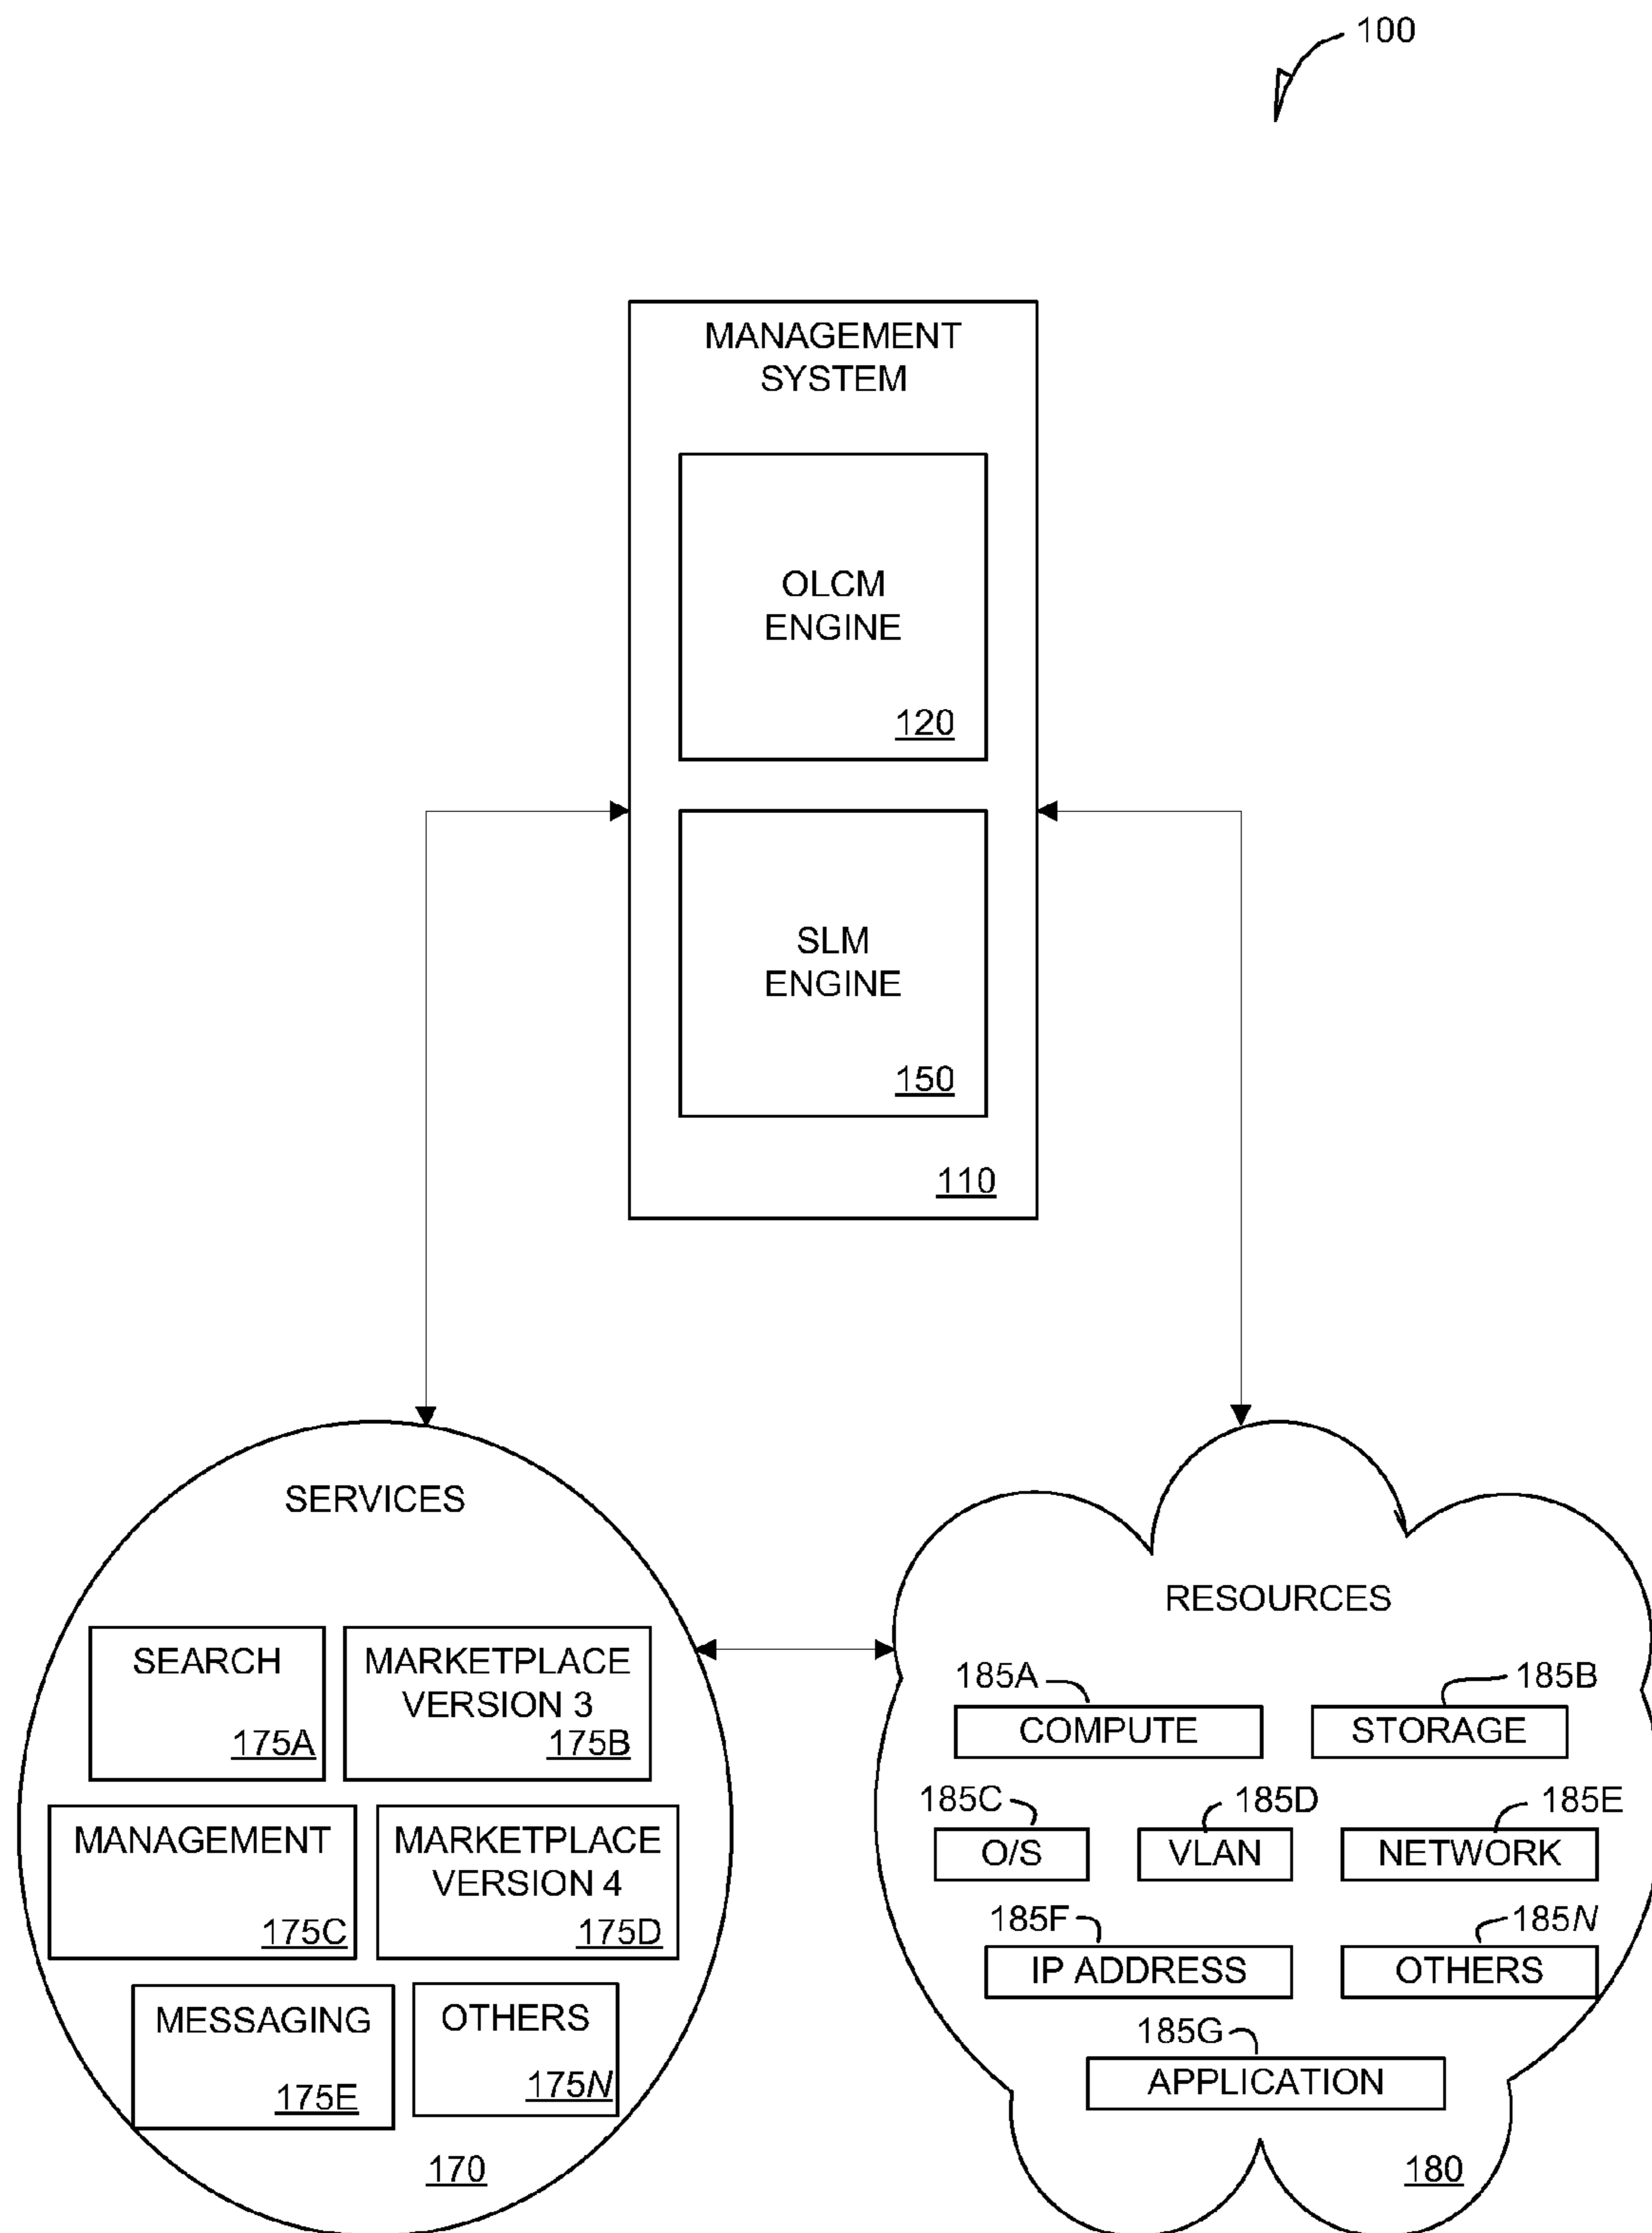 100
MANAGEMENT
SYSTEM
OLCM
ENGINE
120
SLM
ENGINE
150
110
SERVICES
SEARCH
175A
MARKETPLACE
VERSION 3
175B
MANAGEMENT
175C
MARKETPLACE
VERSION 4
175D
MESSAGING
175E
OTHERS
175N
170
RESOURCES
185A
COMPUTE
185B
STORAGE
185C
O/S
185D
VLAN
185E
NETWORK
185F
IP ADDRESS
185N
OTHERS
185G
APPLICATION
180